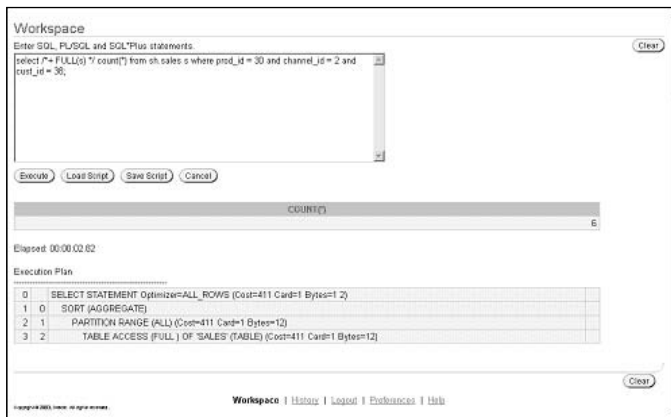 Workspace
Enter SQL, PL/SQL and SQL*Plus statements.
Clear
select /*+ FULL(s) */ count(*) from sh.sales s where prod_id = 30 and channel_id = 2 and
cust_id = 36;
Execute Load Script Save Script Cancel
COUNT(*)
6
Elapsed: 00:00:02.62
Execution Plan
0 SELECT STATEMENT Optimizer=ALL_ROWS (Cost=411 Card=1 Bytes=1 2)
1 0 SORT (AGGREGATE)
2 1 PARTITION RANGE (ALL) (Cost=411 Card=1 Bytes=12)
3 2 TABLE ACCESS (FULL ) OF 'SALES' (TABLE) (Cost=411 Card=1 Bytes=12)
Clear
Workspace | History | Logout | Preferences | Help